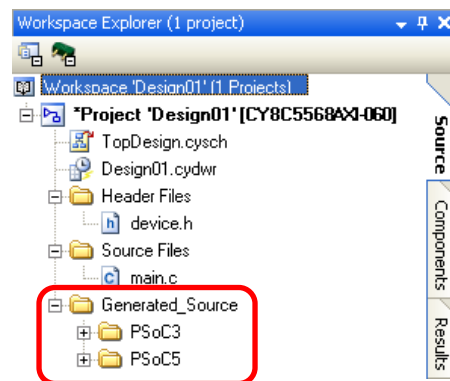 Workspace Explorer (1 project)
Workspace 'Design01' (1 Projects)
*Project 'Design01' [CY8C5568AXI-060]
TopDesign.cysch
Design01.cydwr
Header Files
device.h
Source Files
main.c
Generated_Source
PSoC3
PSoC5
Source
Components
Results